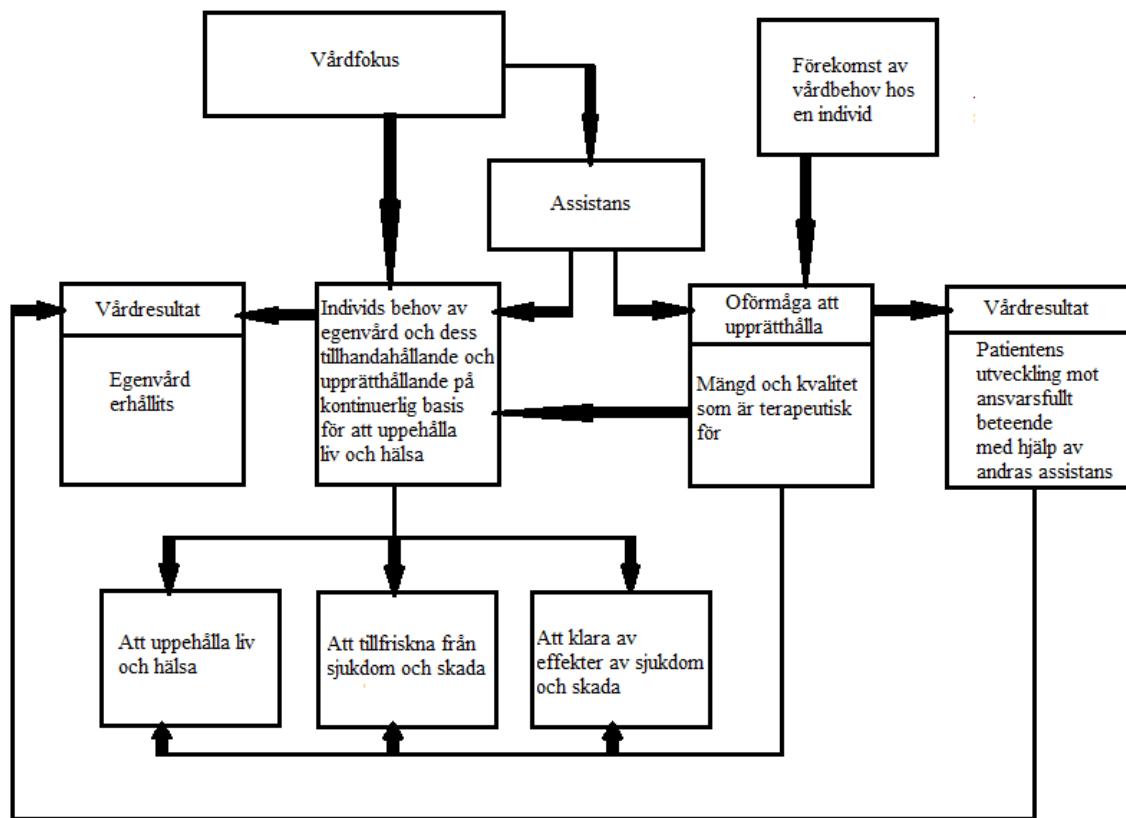 Vårdfokus
Förekomst av
vårdbehov hos
en individ
Assistans
Vårdresultat
Egenvård
erhållits
Individs behov av
egenvård och dess
tillhandahållande och
upprätthållande på
kontinuerlig basis
för att uppehålla
liv och hälsa
Oförmåga att
upprätthålla
Mängd och kvalitet
som är terapeutisk
för
Vårdresultat
Patientens
utveckling mot
ansvarsfullt
beteende
med hjälp av
andras assistans
Att uppehålla liv
och hälsa
Att tillfriskna från
sjukdom och skada
Att klara av
effekter av sjukdom
och skada